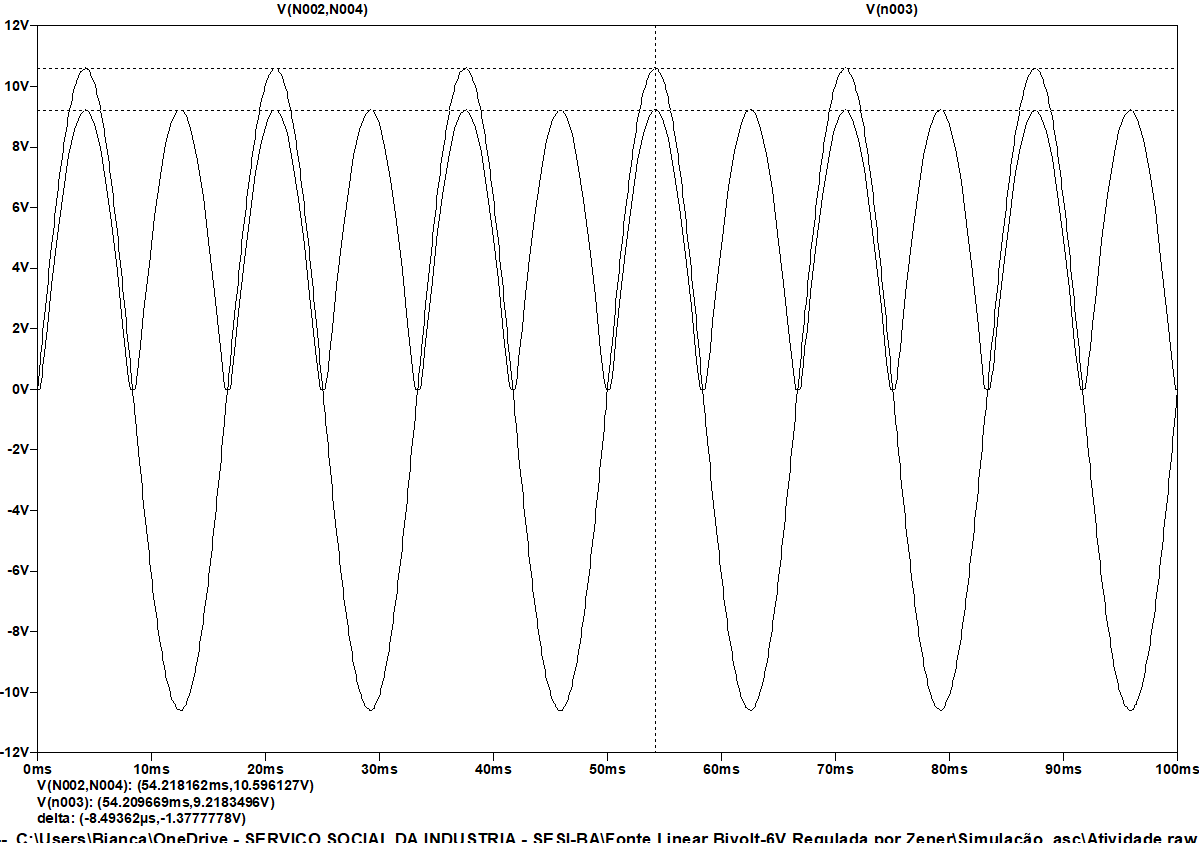 V(N002,N004) V(n003)
12V
10V
8V
6V
4V
2V
0V
-2V
-4V
-6V
-8V
-10V
-12V
0ms 10ms 20ms 30ms 40ms 50ms 60ms 70ms 80ms 90ms 100ms
V(N002,N004): (54.218162ms,10.596127V)
V(n003): (54.209669ms,9.2183496V)
delta: (-8.49362µs,-1.3777778V)
-- C:\Users\Bianca\OneDrive - SERVICO SOCIAL DA INDUSTRIA - SESI-BA\Fonte Linear Bivolt-6V Regulada por Zener\Simulação .asc\Atividade.raw